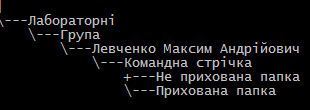 \---Лабораторні
\---Група
\---Левченко Максим Андрійович
\---Командна стрічка
+---Не прихована папка
\---Прихована папка